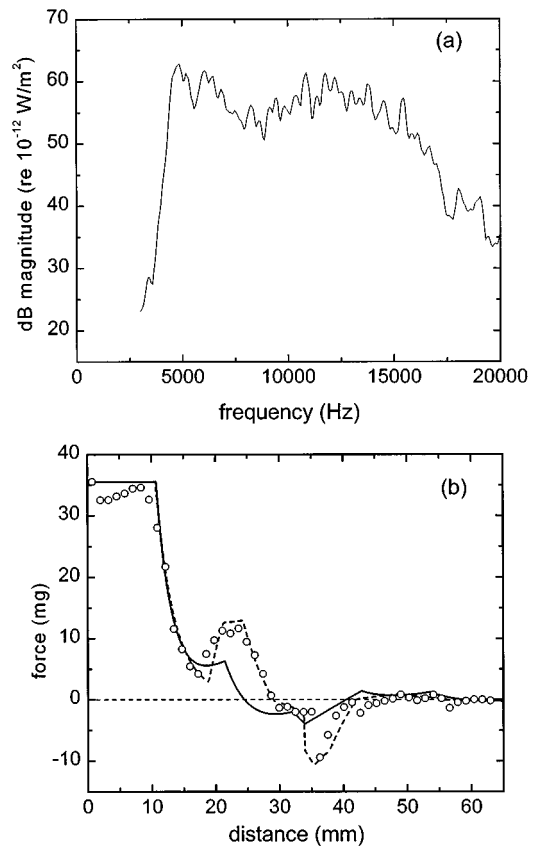 70
(a)
60
50
40
30
20
dB magnitude (re 10⁻¹² W/m²)
0 5000 10000 15000 20000
frequency (Hz)
40
(b)
30
20
10
0
-10
force (mg)
0 10 20 30 40 50 60
distance (mm)